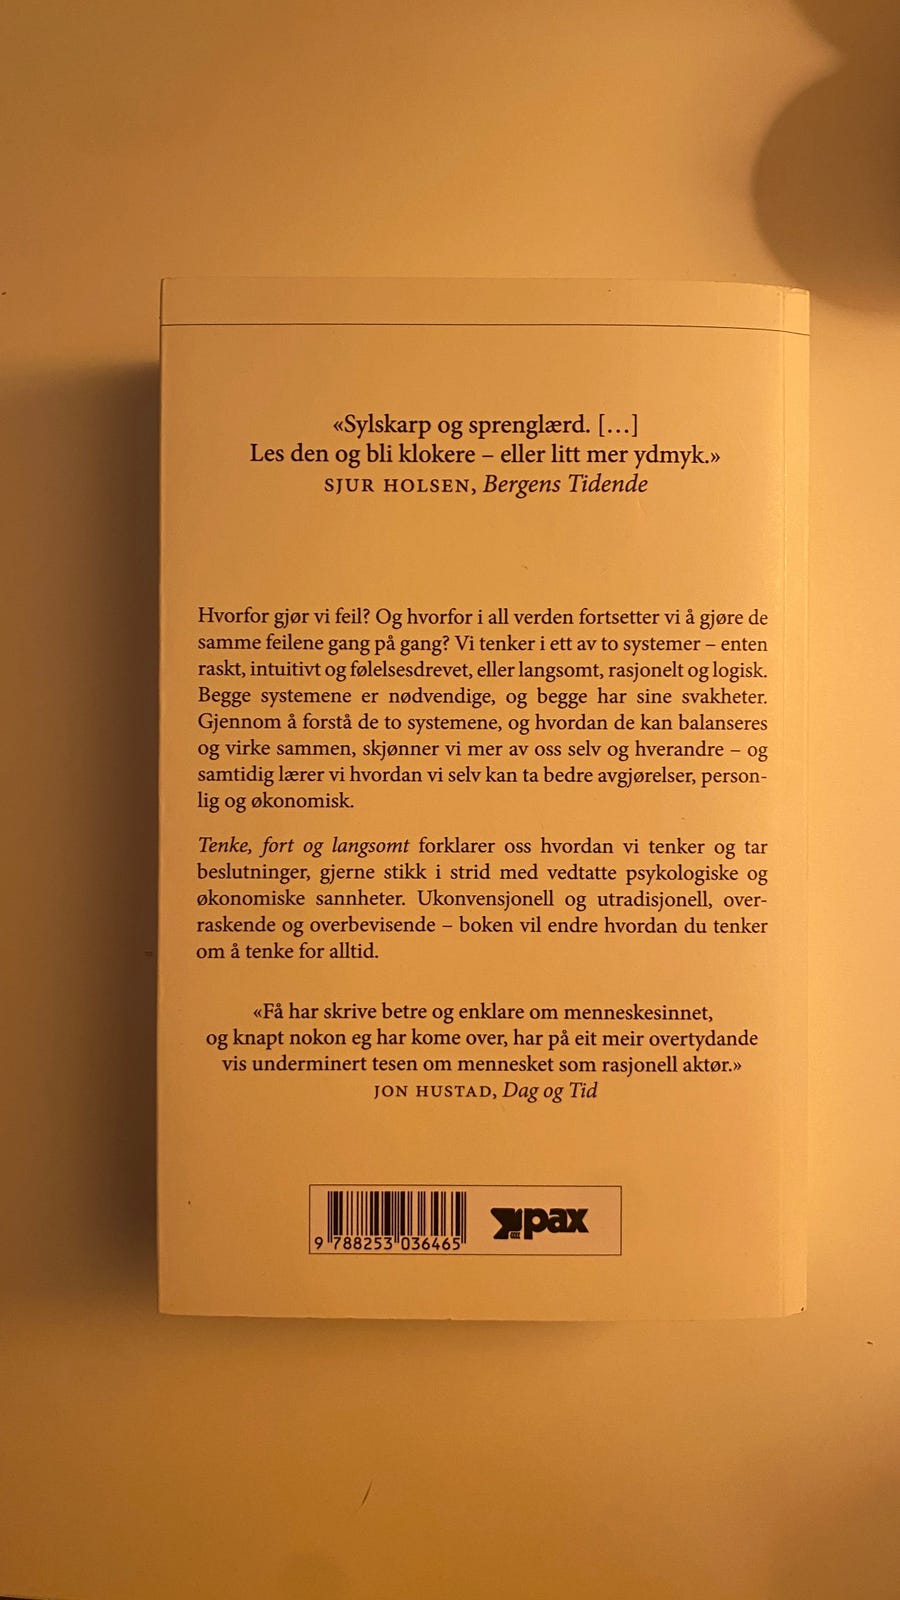 «Sylskarp og sprenglærd. […]
Les den og bli klokere – eller litt mer ydmyk.»
SJUR HOLSEN, Bergens Tidende
Hvorfor gjør vi feil? Og hvorfor i all verden fortsetter vi å gjøre de
samme feilene gang på gang? Vi tenker i ett av to systemer – enten
raskt, intuitivt og følelsesdrevet, eller langsomt, rasjonelt og logisk.
Begge systemene er nødvendige, og begge har sine svakheter.
Gjennom å forstå de to systemene, og hvordan de kan balanseres
og virke sammen, skjønner vi mer av oss selv og hverandre – og
samtidig lærer vi hvordan vi selv kan ta bedre avgjørelser, person-
lig og økonomisk.
Tenke, fort og langsomt forklarer oss hvordan vi tenker og tar
beslutninger, gjerne stikk i strid med vedtatte psykologiske og
økonomiske sannheter. Ukonvensjonell og utradisjonell, over-
raskende og overbevisende – boken vil endre hvordan du tenker
om å tenke for alltid.
«Få har skrive betre og enklare om menneskesinnet,
og knapt nokon eg har kome over, har på eit meir overtydande
vis underminert tesen om mennesket som rasjonell aktør.»
JON HUSTAD, Dag og Tid
9 788253 036465
pax